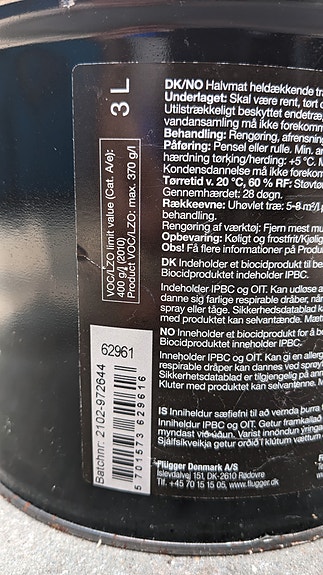 3 L
VOC/LZO limit value (Cat. A/e):
400 g/l (2010)
Product VOC/LZO: max. 370 g/l
62961
Batchnr: 2102-972644
5 701573 629616
DK/NO Halvmat heldækkende
Underlaget: Skal være rent, tørt
Utilstrækkeligt beskyttet endetræ
vandansamling må ikke forekomme
Behandling: Rengøring, afrensning
Påføring: Pensel eller rulle. Min.
hærdning tørking/herding: +5 °C.
Kondensdannelse må ikke forekom
Tørretid v. 20 °C, 60 % RF: Støvtør
Gennemhærdet: 28 døgn.
Rækkeevne: Uhøvlet træ: 5-8 m²/l
behandling.
Rengøring af værktøj: Fjern mest
Opbevaring: Køligt og frostfrit/Kjølig
Obs! Få flere informationer på Produ
DK Indeholder et biocidprodukt til be
Biocidproduktet indeholder IPBC.
Indeholder IPBC og OIT. Kan udløse
danne sig farlige respirable dråber, når
spray eller tåge. Sikkerhedsdatablad k
med produktet kan selvantænde. Mætte
NO Inneholder et biocidprodukt for å b
Biocidproduktet inneholder IPBC.
Inneholder IPBC og OIT. Kan gi en allerg
respirable dråper kan dannes ved sprøy
Sikkerhetsdatablad er tilgjengelig på an
Kluter med produktet kan selvantenne. M
IS Inniheldur sæfiefni til að vernda burra
Inniheldur IPBC og OIT. Getur framkallað
myndast við úðun. Varist innöndun ýring
Sjálfsíkveikja getur orðið í klútum vættum
Flügger Denmark A/S
Islevdalvej 151, DK-2610 Rødovre
Tlf. +45 70 15 15 05, www.flugger.dk